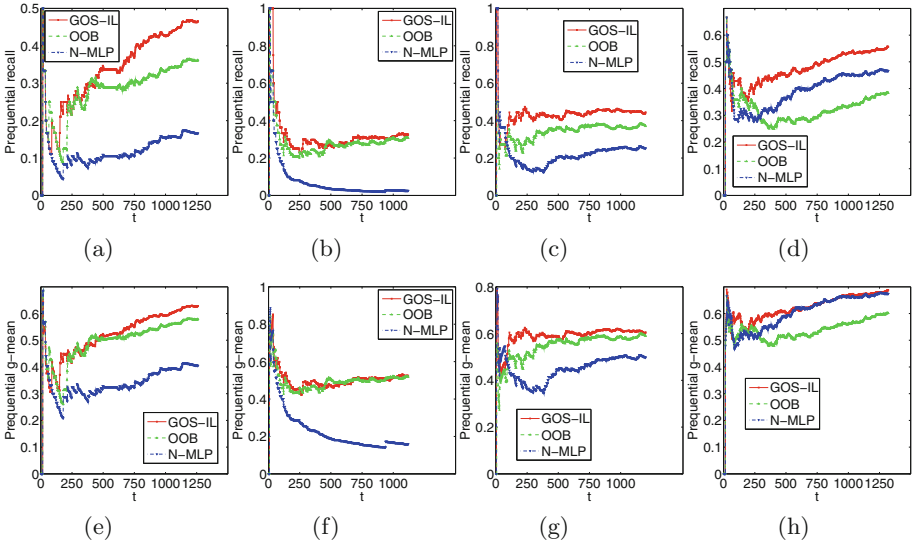 Prequential recall
0.5
0.4
0.3
0.2
0.1
0
GOS-IL
OOB
N-MLP
0 250 500 750 1000 1250
t
(a)
Prequential recall
1
0.8
0.6
0.4
0.2
0
GOS-IL
OOB
N-MLP
0 250 500 750 1000
t
(b)
Prequential recall
1
0.8
0.6
0.4
0.2
0
GOS-IL
OOB
N-MLP
0 250 500 750 1000
t
(c)
Prequential recall
0.6
0.5
0.4
0.3
0.2
0.1
0
GOS-IL
OOB
N-MLP
0 250 500 750 1000 1250
t
(d)
Prequential g-mean
0.6
0.5
0.4
0.3
0.2
0.1
0
GOS-IL
OOB
N-MLP
0 250 500 750 1000 1250
t
(e)
Prequential g-mean
1
0.8
0.6
0.4
0.2
0
GOS-IL
OOB
N-MLP
0 250 500 750 1000
t
(f)
Prequential g-mean
0.8
0.6
0.4
0.2
0
GOS-IL
OOB
N-MLP
0 250 500 750 1000
t
(g)
Prequential g-mean
0.6
0.5
0.4
0.3
0.2
0.1
0
GOS-IL
OOB
N-MLP
0 250 500 750 1000 1250
t
(h)